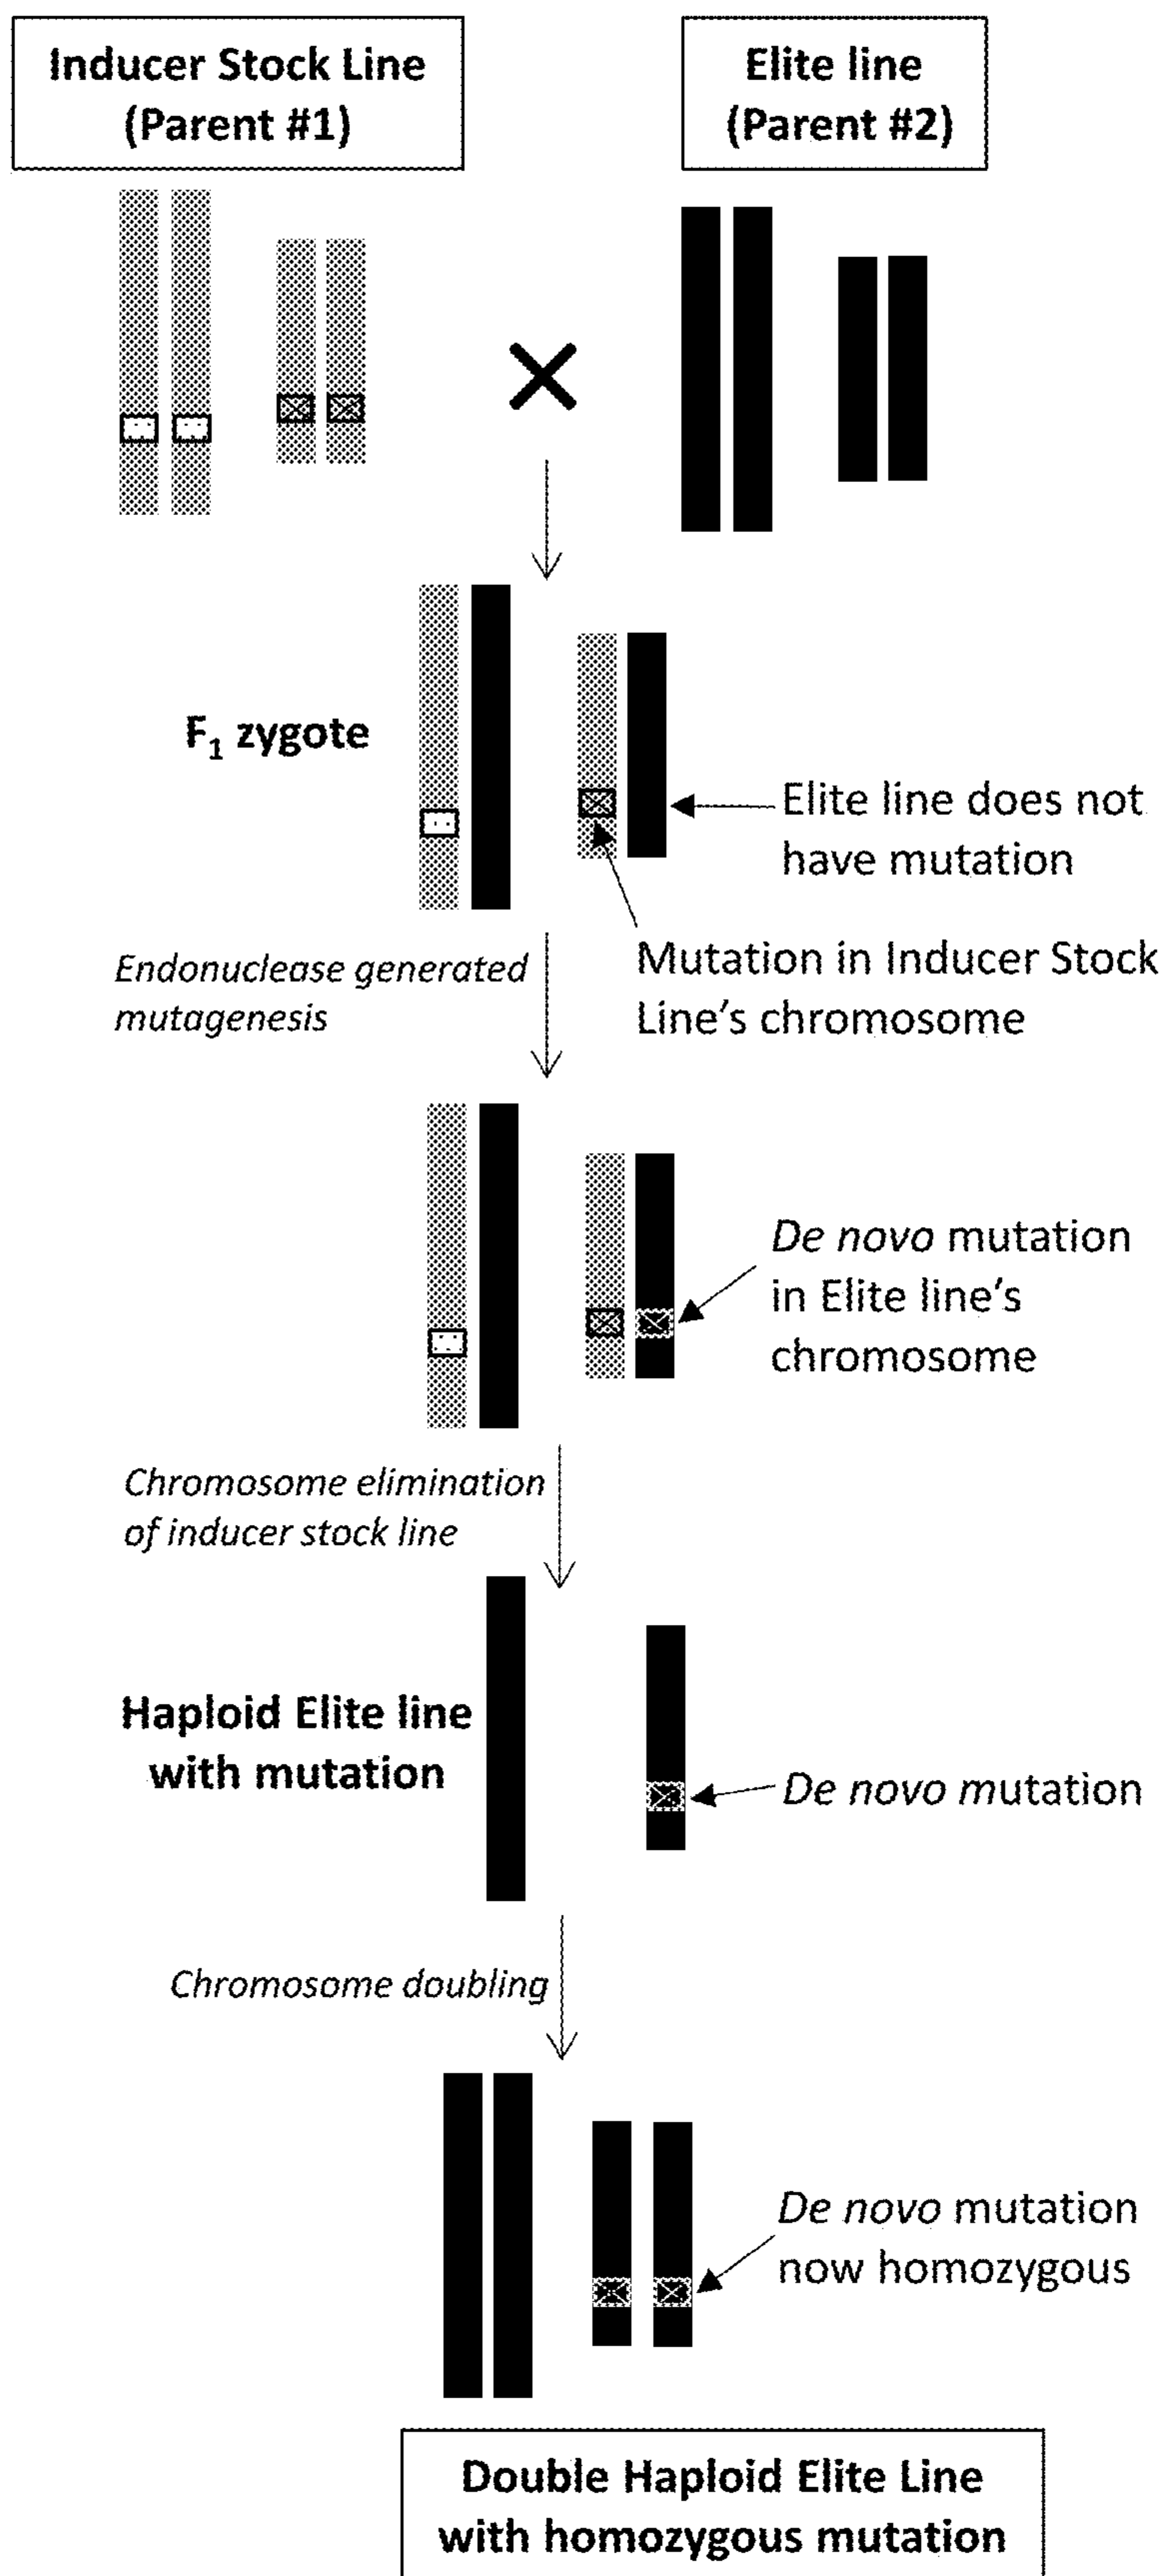 Inducer Stock Line
(Parent #1)
Elite line
(Parent #2)
F₁ zygote
Elite line does not
have mutation
Mutation in Inducer Stock
Line's chromosome
Endonuclease generated
mutagenesis
De novo mutation
in Elite line's
chromosome
Chromosome elimination
of inducer stock line
Haploid Elite line
with mutation
De novo mutation
Chromosome doubling
De novo mutation
now homozygous
Double Haploid Elite Line
with homozygous mutation